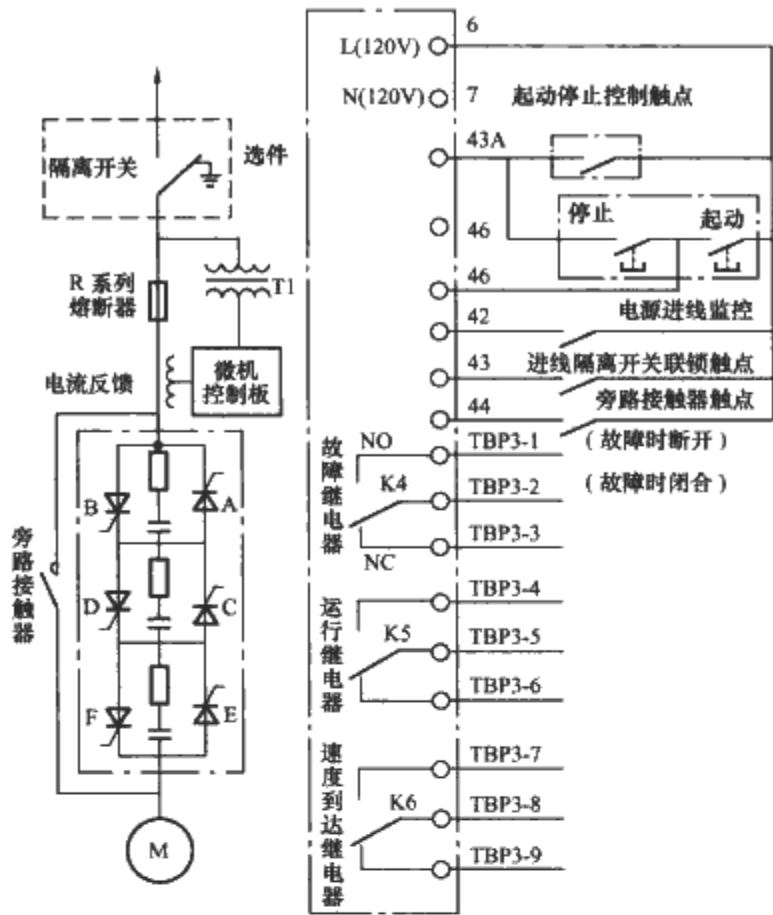 隔离开关
选件
R系列
熔断器
T1
电流反馈
微机
控制板
旁路接触器
B
A
D
C
F
E
M
L(120V)
6
N(120V)
7
起动停止控制触点
43A
停止
起动
46
46
42
电源进线监控
43
进线隔离开关联锁触点
44
旁路接触器触点
故障继电器
NO
K4
NC
TBP3-1
(故障时断开)
TBP3-2
(故障时闭合)
TBP3-3
运行继电器
K5
TBP3-4
TBP3-5
TBP3-6
速度到达继电器
K6
TBP3-7
TBP3-8
TBP3-9